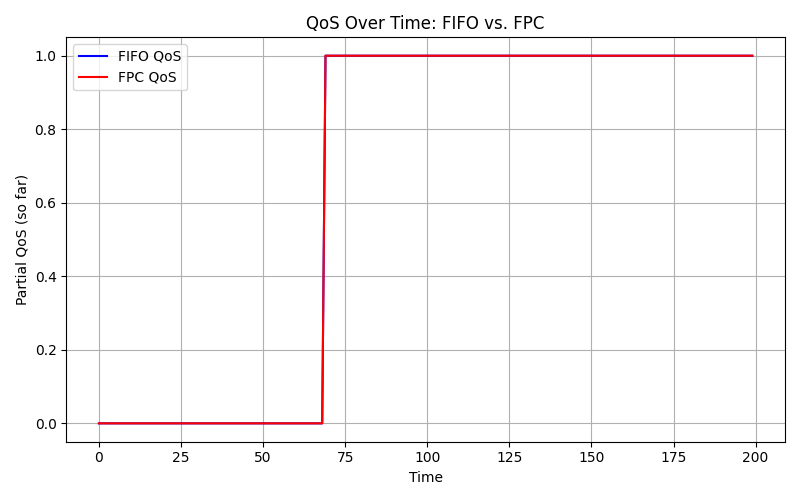 QoS Over Time: FIFO vs. FPC
FIFO QoS
FPC QoS
Partial QoS (so far)
1.0
0.8
0.6
0.4
0.2
0.0
0 25 50 75 100 125 150 175 200
Time